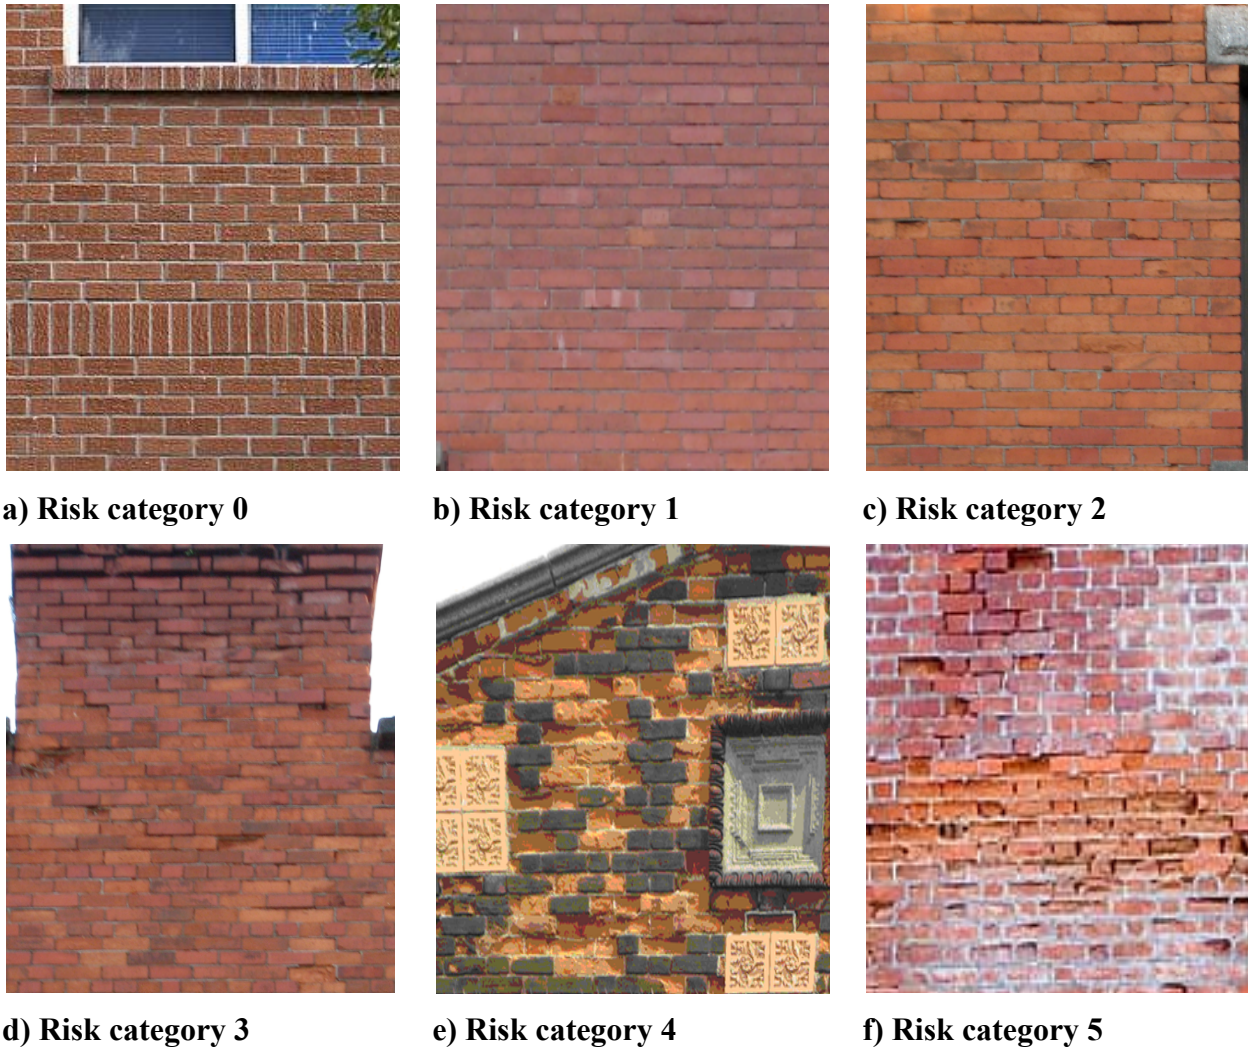 a) Risk category 0
b) Risk category 1
c) Risk category 2
d) Risk category 3
e) Risk category 4
f) Risk category 5